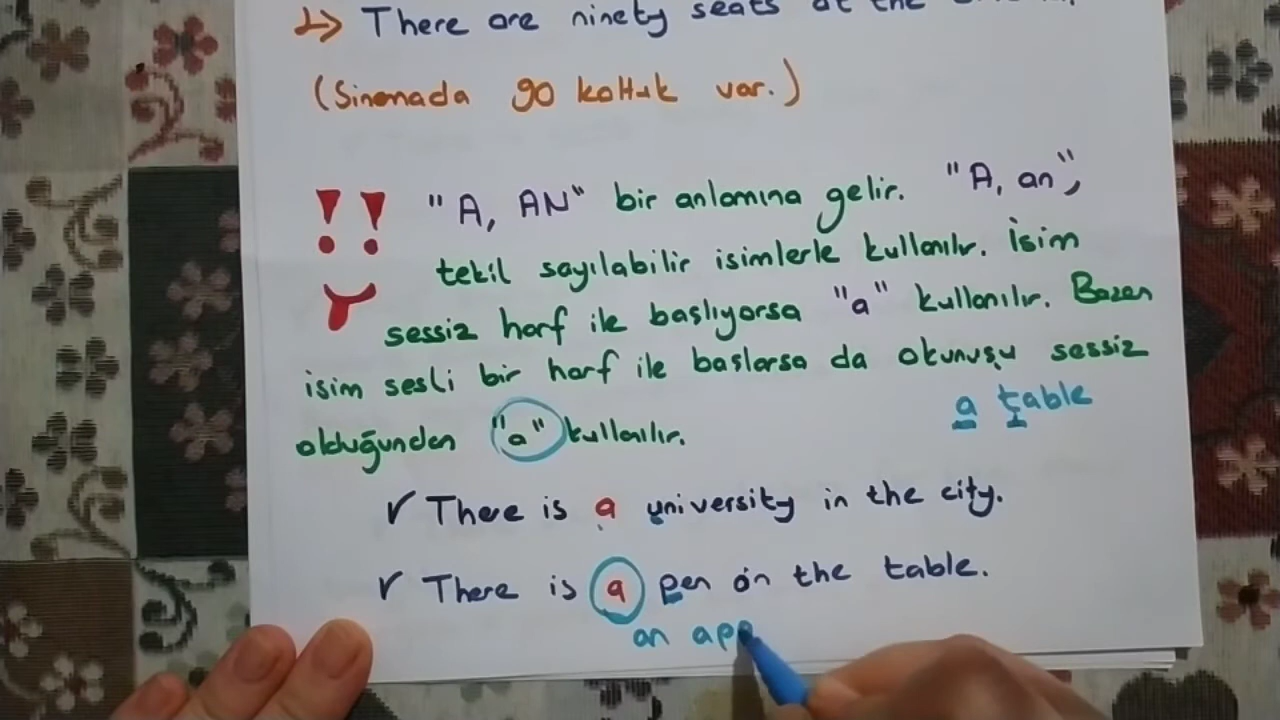 There are ninety seats at the
(Sinemada 90 koltuk var.)
!! "A, AN" bir anlamına gelir. "A, an",
tekil sayılabilir isimlerle kullanılır. İsim
sessiz harf ile başlıyorsa "a" kullanılır. Bazen
isim sesli bir harf ile başlarsa da okunuşu sessiz
olduğundan "a" kullanılır.
a table
✓ There is a university in the city.
✓ There is a pen on the table.
an app